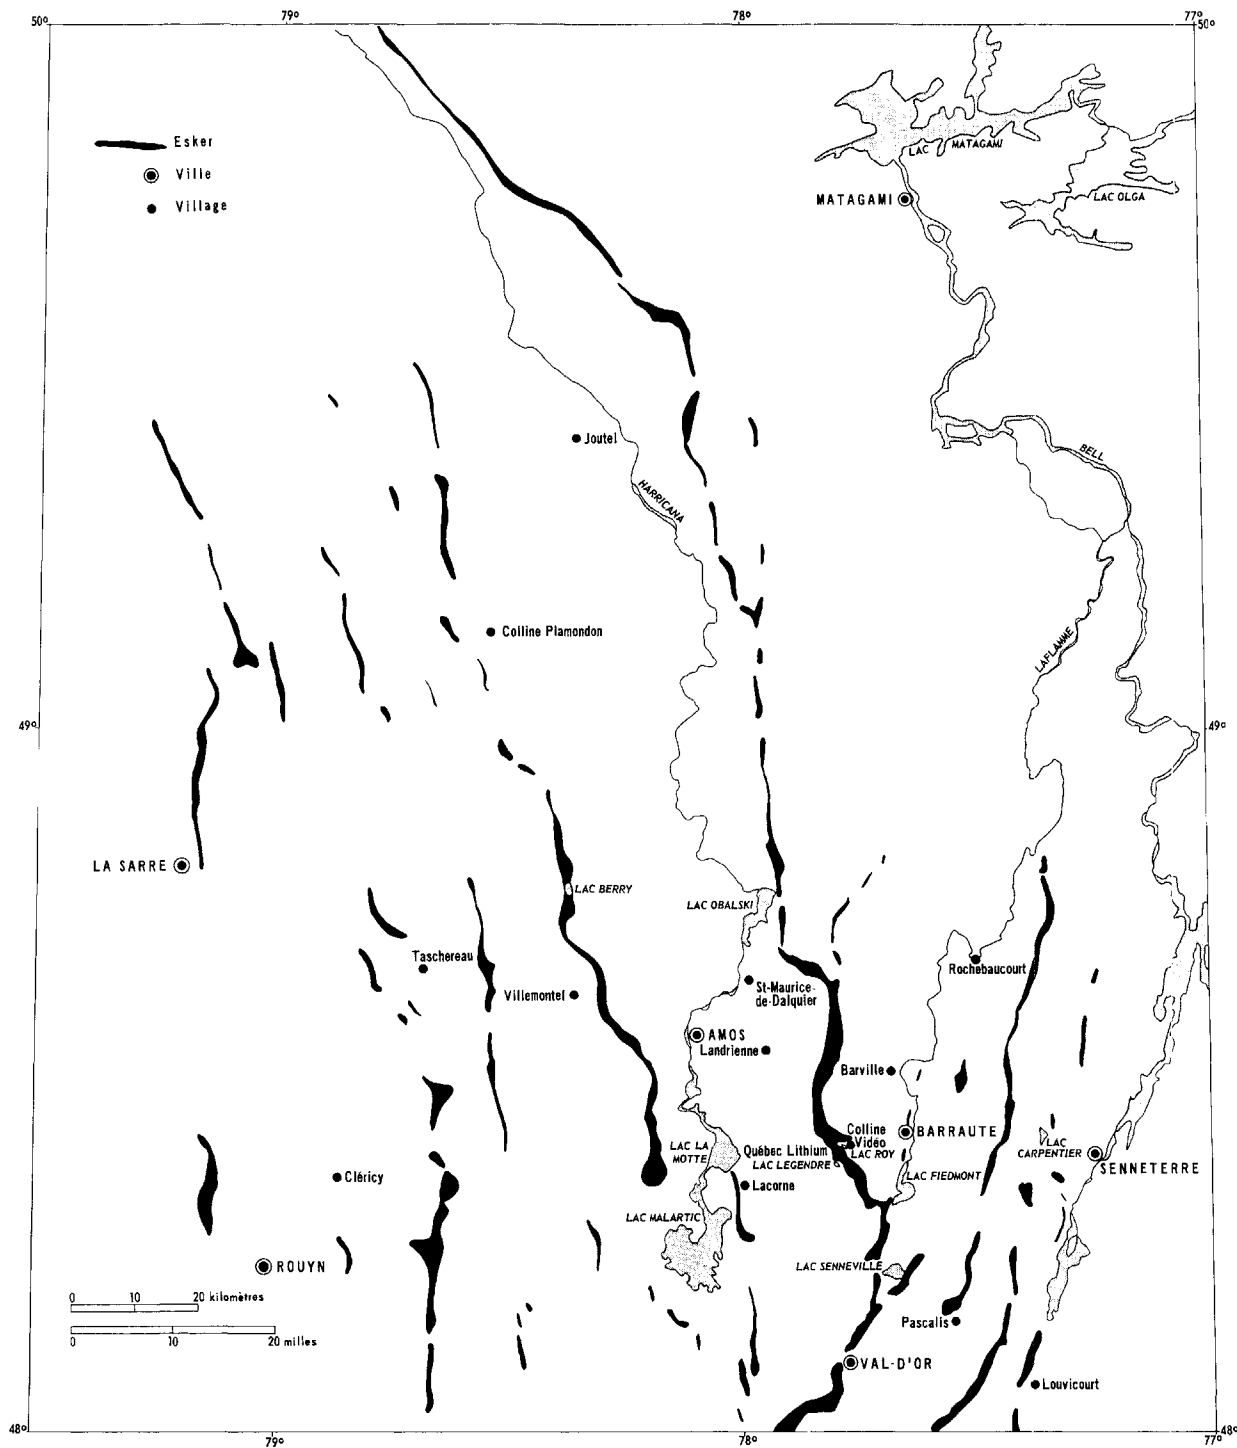 79°
78°
77°
50°
50°
Esker
Ville
Village
LAC MATAGAMI
MATAGAMI
LAC OLGA
Joutel
BELL
HARRICANA
Colline Plamondon
LAFLAMME
49°
49°
LA SARRE
LAC BERRY
LAC OBALSKI
Taschereau
Rochebaucourt
Villemontel
St-Maurice-
de-Dalquier
AMOS
Landrienne
Barville
Colline
Vidéo
BARRAUTE
LAC LA
MOTTE
Québec Lithium
LAC ROY
LAC
CARPENTIER
LAC LEGENDRE
SENNETERRE
Cléricy
Lacorne
LAC FIEDMONT
LAC MALARTIC
ROUYN
LAC SENNEVILLE
0 10 20 kilomètres
Pascalis
0 10 20 milles
VAL-D'OR
Louvicourt
48°
48°
79°
78°
77°